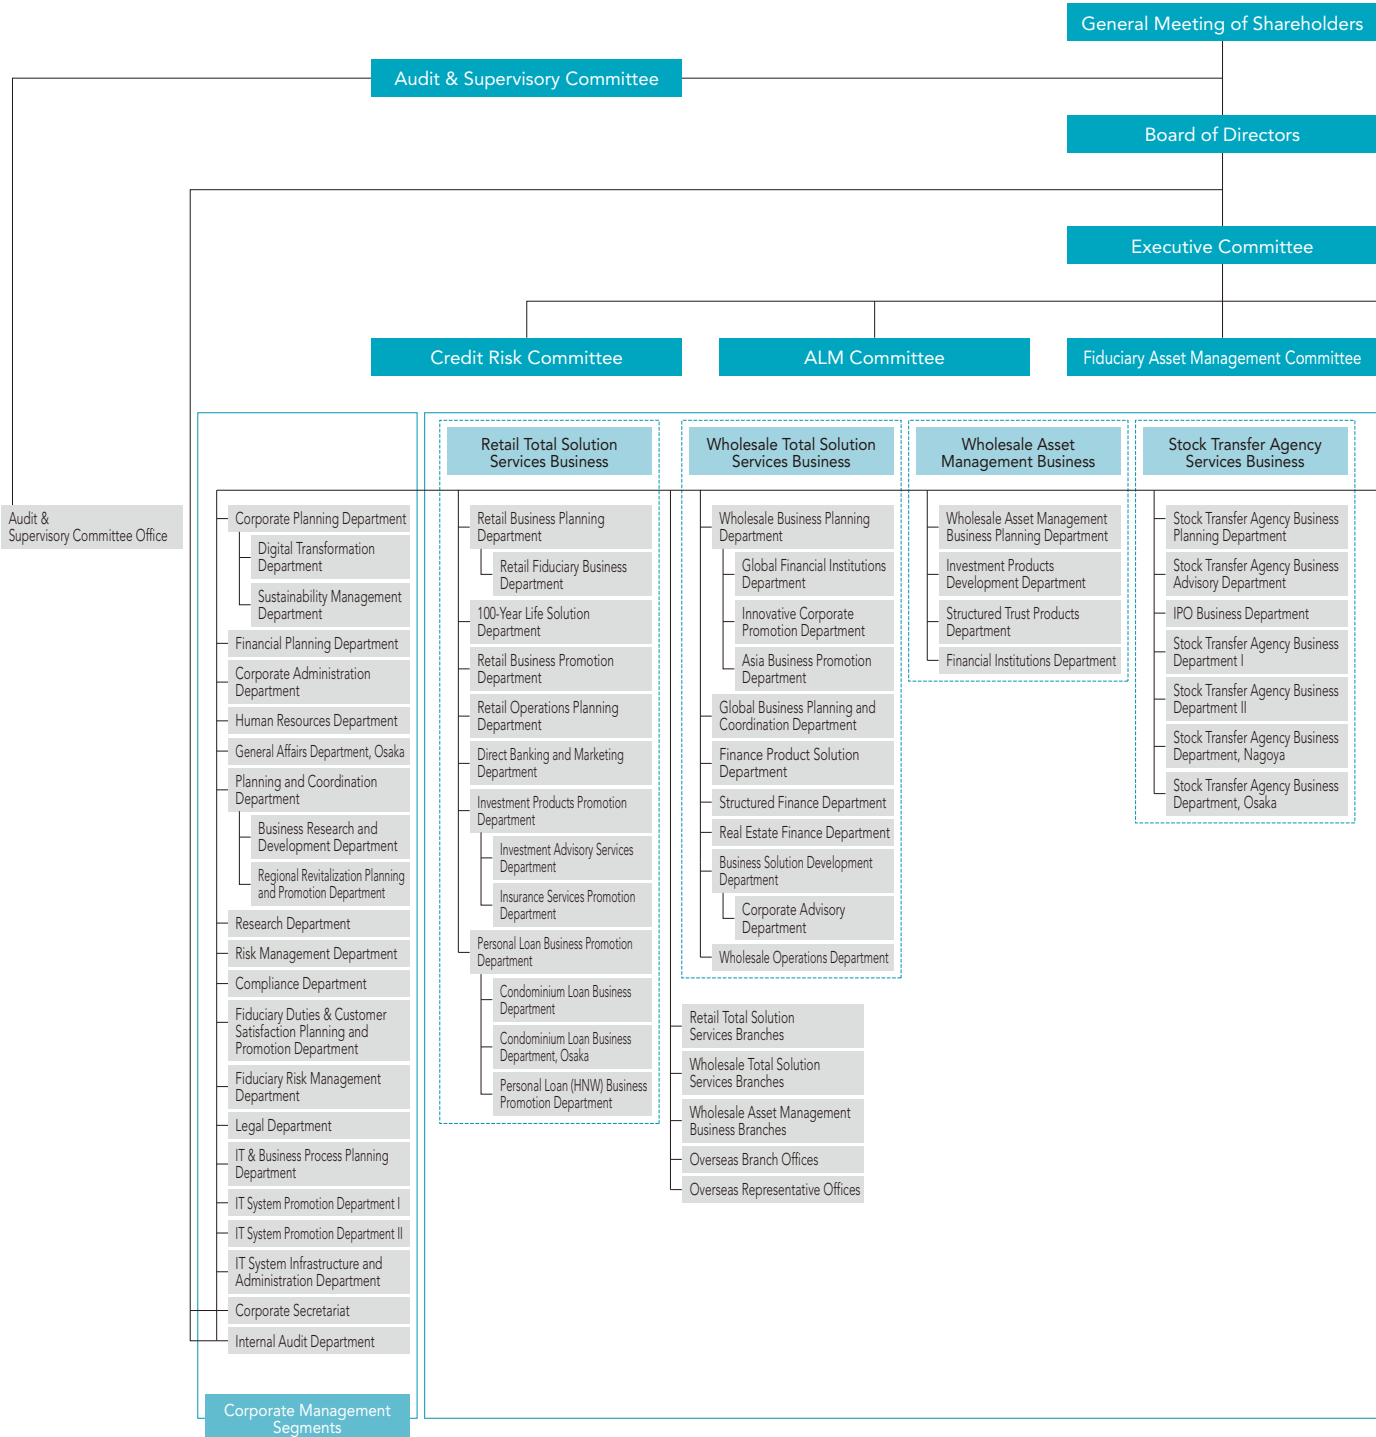 General Meeting of Shareholders
Audit & Supervisory Committee
Board of Directors
Executive Committee
Credit Risk Committee
ALM Committee
Fiduciary Asset Management Committee
Audit &
Supervisory Committee Office
Corporate Planning Department
Digital Transformation
Department
Sustainability Management
Department
Financial Planning Department
Corporate Administration
Department
Human Resources Department
General Affairs Department, Osaka
Planning and Coordination
Department
Business Research and
Development Department
Regional Revitalization Planning
and Promotion Department
Research Department
Risk Management Department
Compliance Department
Fiduciary Duties & Customer
Satisfaction Planning and
Promotion Department
Fiduciary Risk Management
Department
Legal Department
IT & Business Process Planning
Department
IT System Promotion Department I
IT System Promotion Department II
IT System Infrastructure and
Administration Department
Corporate Secretariat
Internal Audit Department
Corporate Management
Segments
Retail Total Solution
Services Business
Retail Business Planning
Department
Retail Fiduciary Business
Department
100-Year Life Solution
Department
Retail Business Promotion
Department
Retail Operations Planning
Department
Direct Banking and Marketing
Department
Investment Products Promotion
Department
Investment Advisory Services
Department
Insurance Services Promotion
Department
Personal Loan Business Promotion
Department
Condominium Loan Business
Department
Condominium Loan Business
Department, Osaka
Personal Loan (HNW) Business
Promotion Department
Wholesale Total Solution
Services Business
Wholesale Business Planning
Department
Global Financial Institutions
Department
Innovative Corporate
Promotion Department
Asia Business Promotion
Department
Global Business Planning and
Coordination Department
Finance Product Solution
Department
Structured Finance Department
Real Estate Finance Department
Business Solution Development
Department
Corporate Advisory
Department
Wholesale Operations Department
Retail Total Solution
Services Branches
Wholesale Total Solution
Services Branches
Wholesale Asset Management
Business Branches
Overseas Branch Offices
Overseas Representative Offices
Wholesale Asset
Management Business
Wholesale Asset Management
Business Planning Department
Investment Products
Development Department
Structured Trust Products
Department
Financial Institutions Department
Stock Transfer Agency
Services Business
Stock Transfer Agency Business
Planning Department
Stock Transfer Agency Business
Advisory Department
IPO Business Department
Stock Transfer Agency Business
Department I
Stock Transfer Agency Business
Department II
Stock Transfer Agency Business
Department, Nagoya
Stock Transfer Agency Business
Department, Osaka